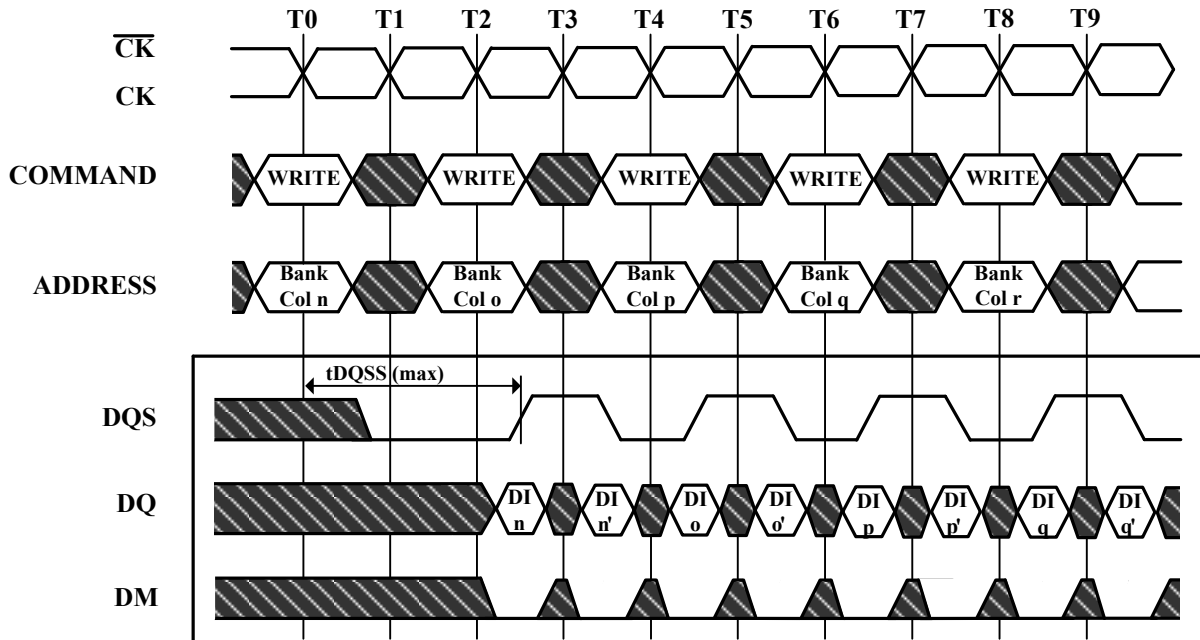 T0 T1 T2 T3 T4 T5 T6 T7 T8 T9
CK
CK
COMMAND WRITE WRITE WRITE WRITE WRITE
ADDRESS Bank Bank Bank Bank Bank
Col n Col o Col p Col q Col r
tDQSS (max)
DQS
DQ DI DI DI DI DI DI DI DI
n n' o o' p p' q q'
DM